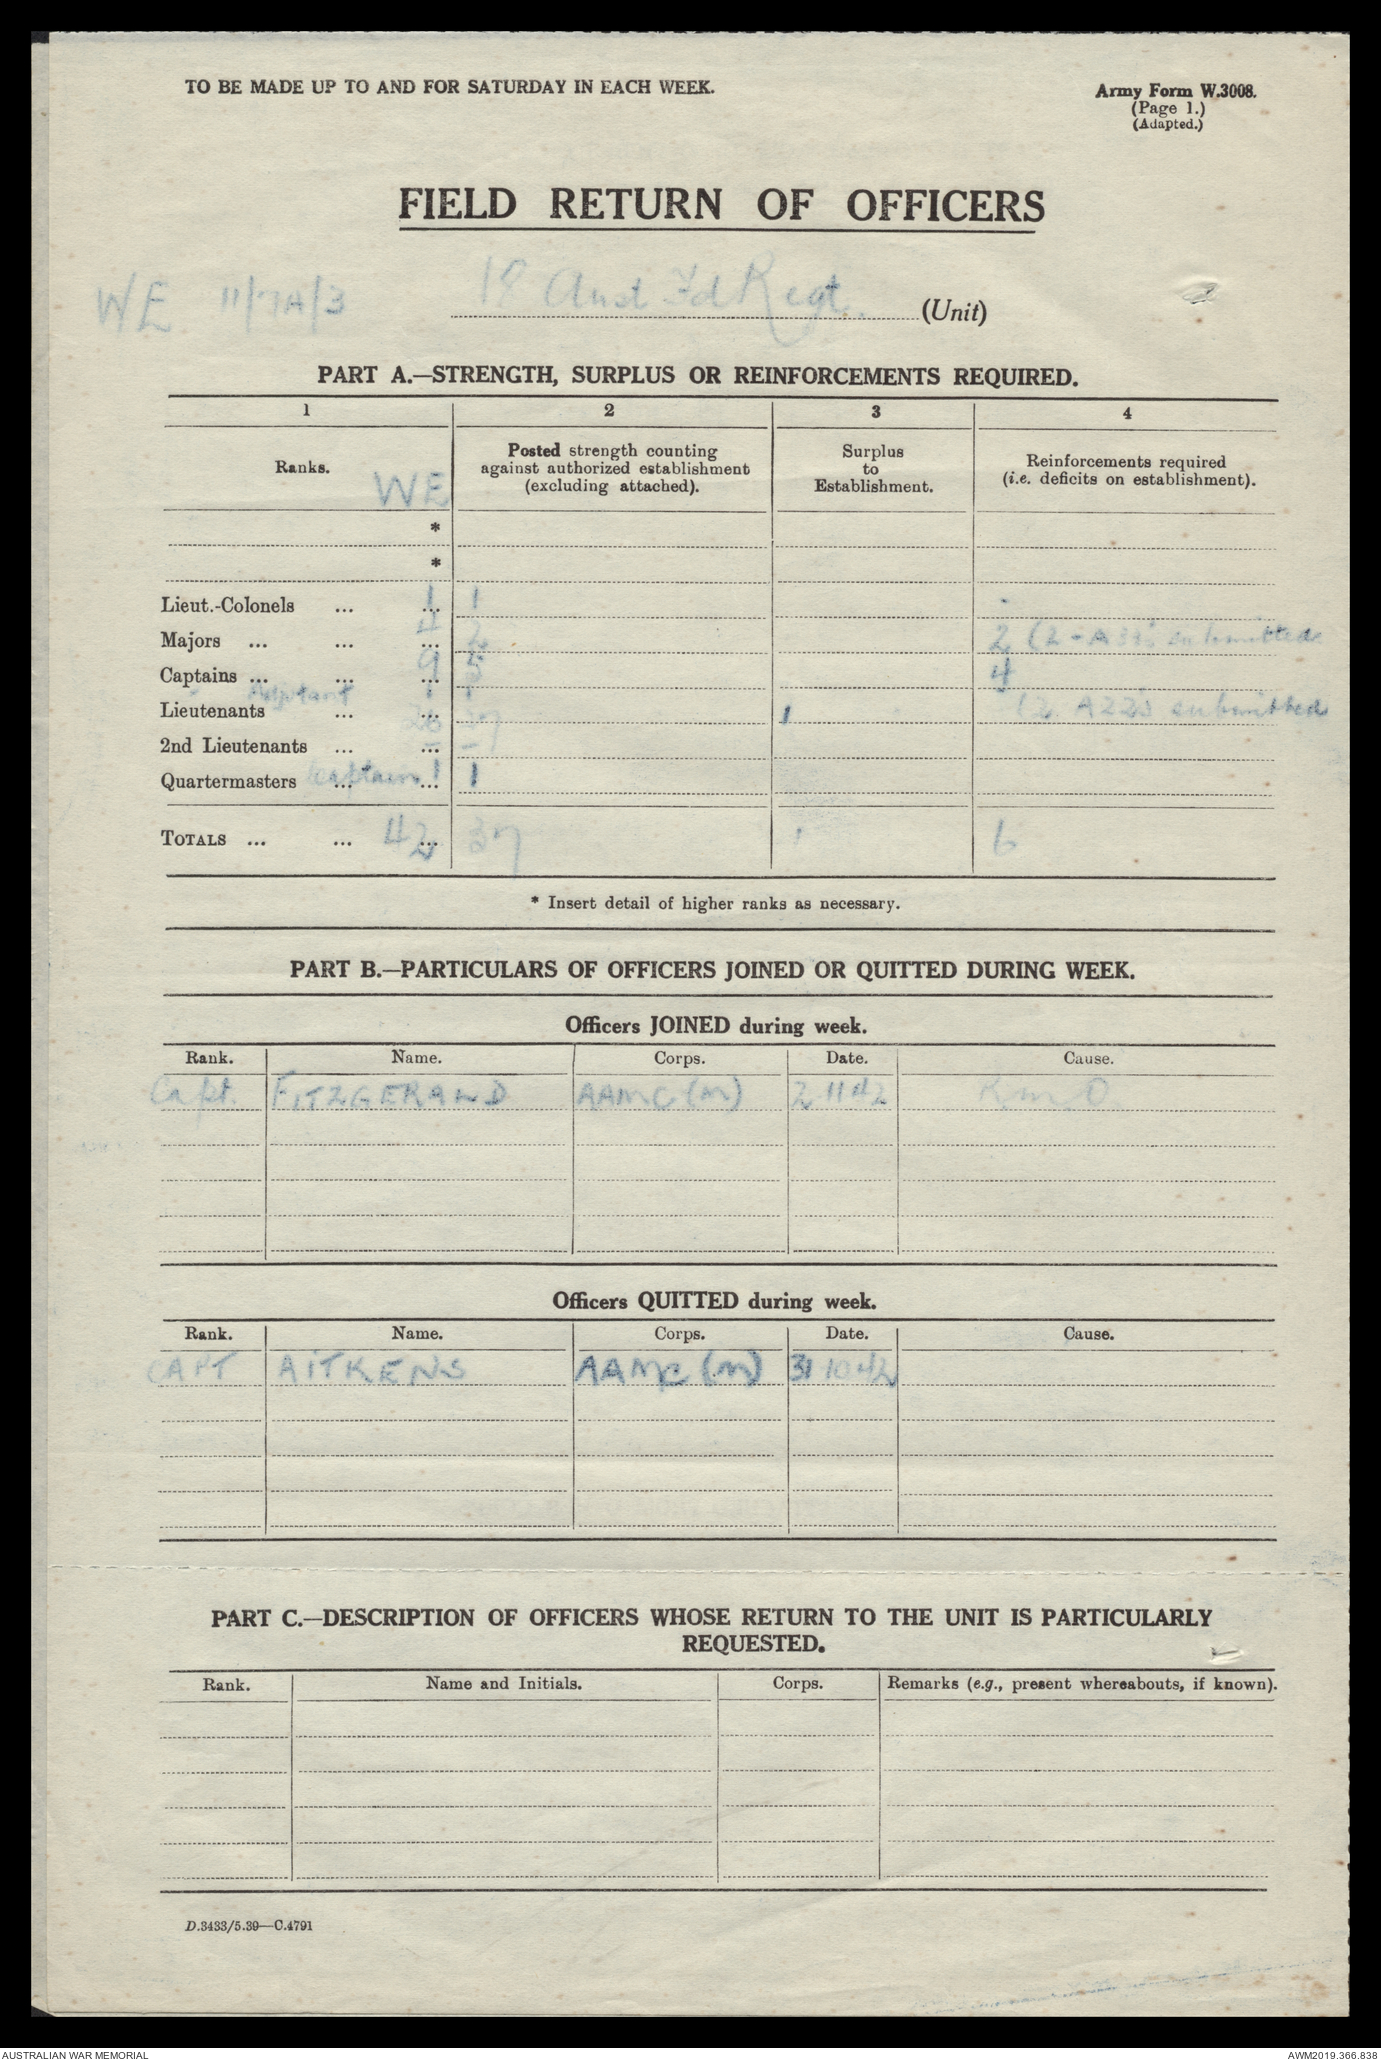 TO BE MADE UP TO AND FOR SATURDAY IN EACH WEEK.
Army Form W.3008.
(Page 1.)
(Adapted.)
FIELD RETURN OF OFFICERS
WE 11/7A/3 18 Aust Fd Regt. (Unit)
PART A.—STRENGTH, SURPLUS OR REINFORCEMENTS REQUIRED.
1 2 3 4
Ranks. WE
Posted strength counting against authorized establishment (excluding attached).
Surplus to Establishment.
Reinforcements required (i.e. deficits on establishment).
*
*
Lieut.-Colonels ... ... 1 1 -
Majors ... ... ... 4 2 2 (2 - submitted
Captains ... ... ... 9 5 4
Adjutant 1 1 (2 A22's submitted
Lieutenants ... ... 26 27 1
2nd Lieutenants ... ... – –
Quartermasters Captain ... ... 1 1
TOTALS ... ... ... 42 37 1 6
* Insert detail of higher ranks as necessary.
PART B.—PARTICULARS OF OFFICERS JOINED OR QUITTED DURING WEEK.
Officers JOINED during week.
Rank. Name. Corps. Date. Cause.
Capt. FITZGERALD AAMC (M) 2 11 42 R.M.O.
Officers QUITTED during week.
Rank. Name. Corps. Date. Cause.
CAPT AITKENS AAMC (M) 31 10 42
PART C.—DESCRIPTION OF OFFICERS WHOSE RETURN TO THE UNIT IS PARTICULARLY
REQUESTED.
Rank. Name and Initials. Corps. Remarks (e.g., present whereabouts, if known).
D.3433/5.39—C.4791
AUSTRALIAN WAR MEMORIAL AWM2019.366.838